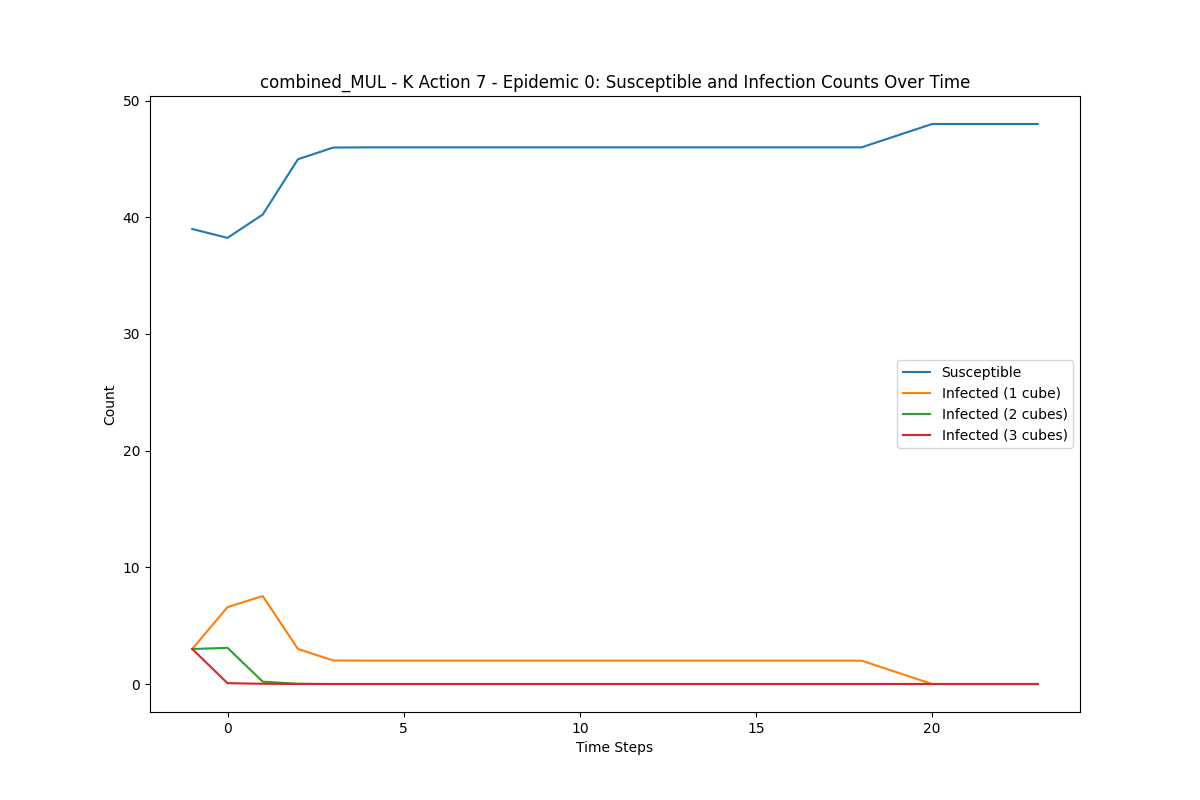 combined_MUL - K Action 7 - Epidemic 0: Susceptible and Infection Counts Over Time
50
40
30
20
10
0
Count
Susceptible
Infected (1 cube)
Infected (2 cubes)
Infected (3 cubes)
0 5 10 15 20
Time Steps